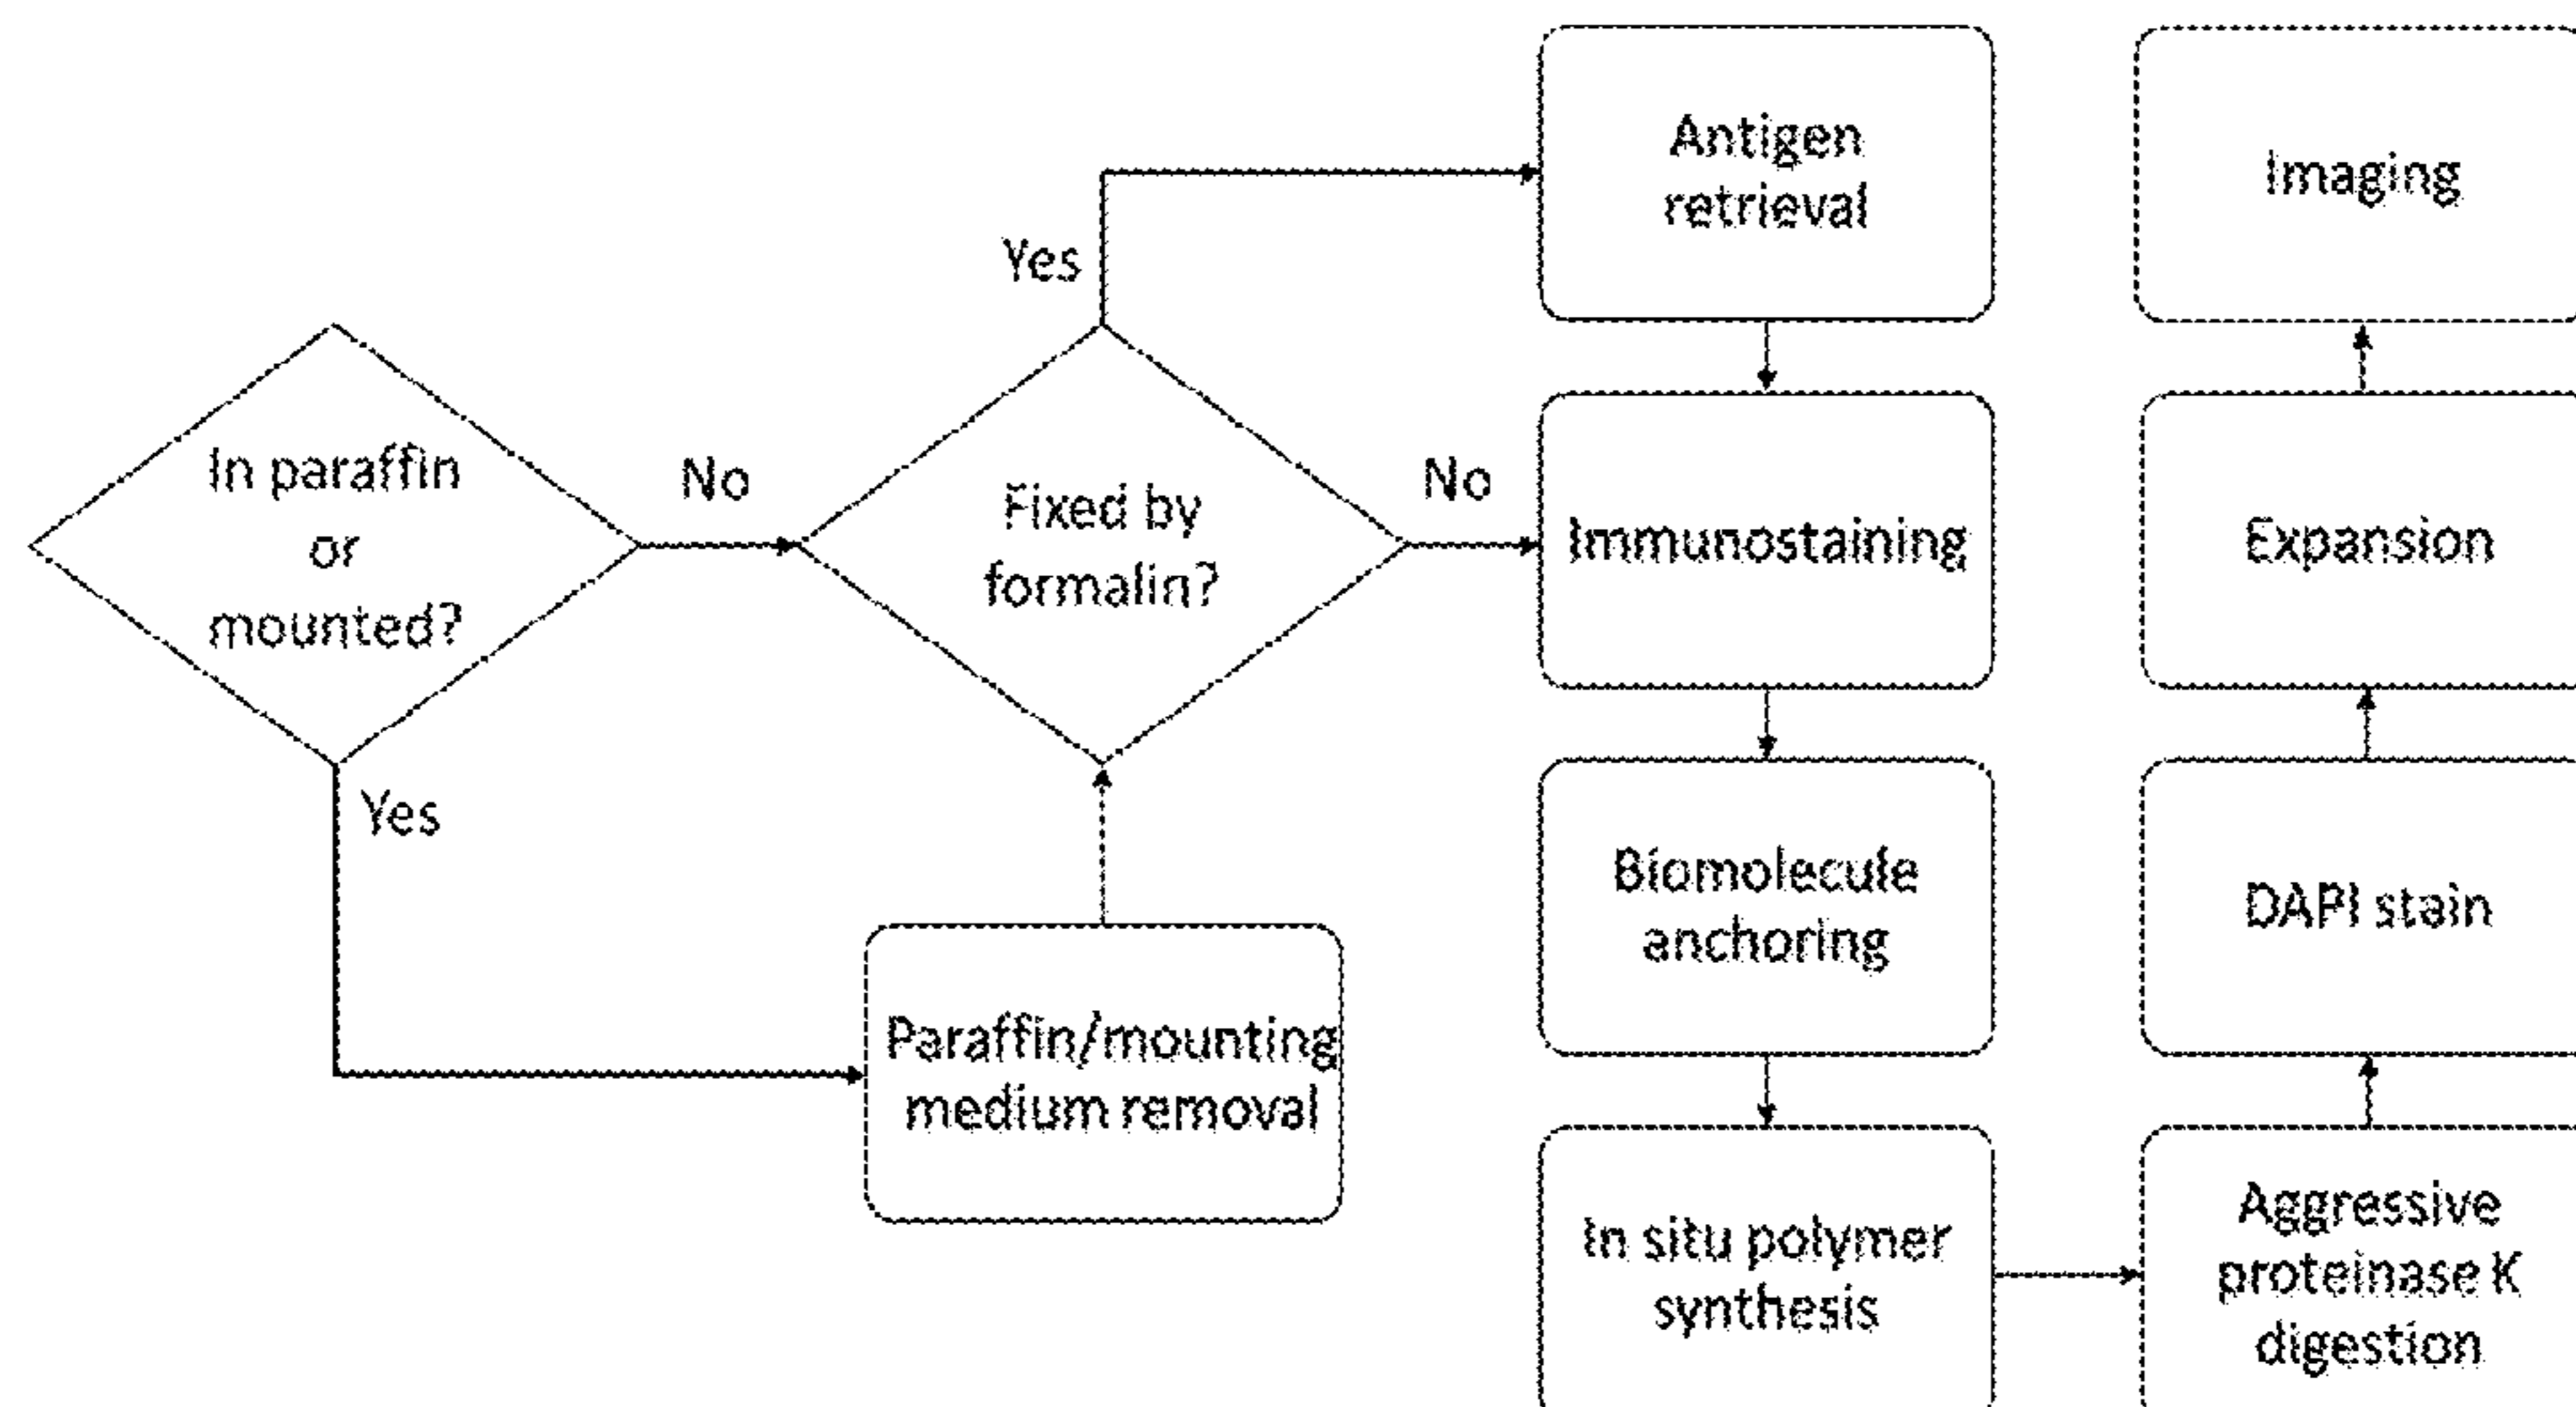 In paraffin
or
mounted?
No
Yes
Paraffin/mounting
medium removal
Fixed by
formalin?
Yes
No
Antigen
retrieval
Immunostaining
Biomolecule
anchoring
In situ polymer
synthesis
Aggressive
proteinase K
digestion
DAPI stain
Expansion
Imaging